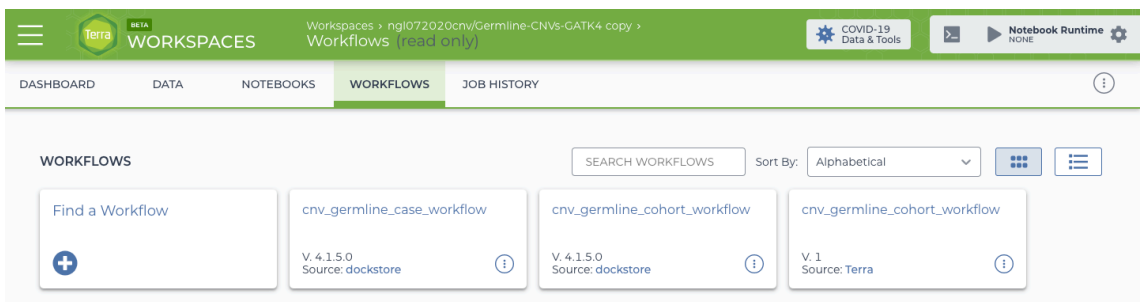 Terra
BETA
WORKSPACES
Workspaces › ngl072020cnv/Germline-CNVs-GATK4 copy ›
Workflows (read only)
COVID-19
Data & Tools
Notebook Runtime
NONE
DASHBOARD DATA NOTEBOOKS WORKFLOWS JOB HISTORY
WORKFLOWS
SEARCH WORKFLOWS
Sort By: Alphabetical
Find a Workflow
cnv_germline_case_workflow
V. 4.1.5.0
Source: dockstore
cnv_germline_cohort_workflow
V. 4.1.5.0
Source: dockstore
cnv_germline_cohort_workflow
V. 1
Source: Terra